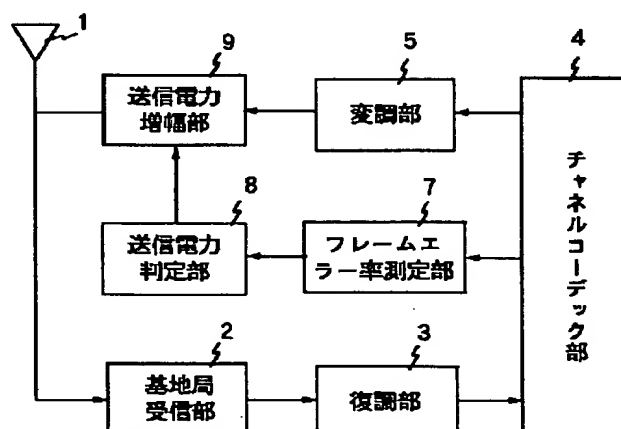 1
9
送信電力
増幅部
5
変調部
4
チャネルコーデック部
8
送信電力
判定部
7
フレームエ
ラー率測定部
2
基地局
受信部
3
復調部